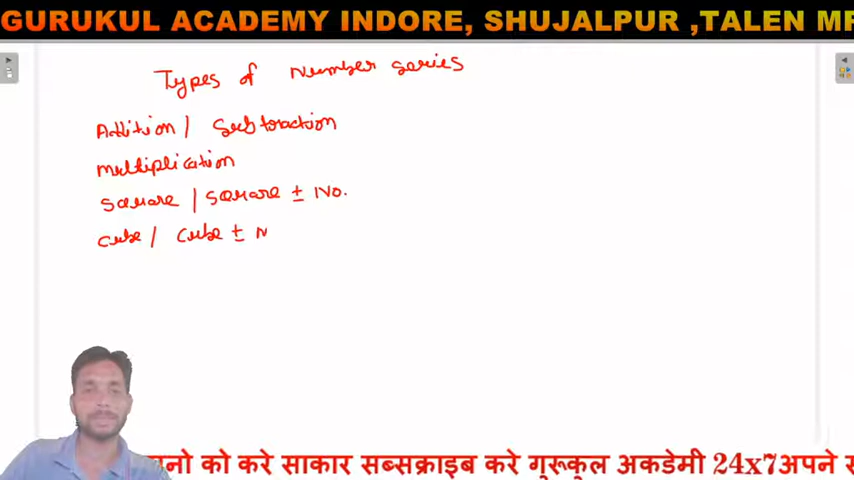 GURUKUL ACADEMY INDORE, SHUJALPUR ,TALEN MP
Types of Number series
Addition / Subtraction
multiplication
square / square ± No.
cube / cube ± N
को करे साकार सब्सक्राइब करे गुरूकुल अकडेमी 24x7अपने